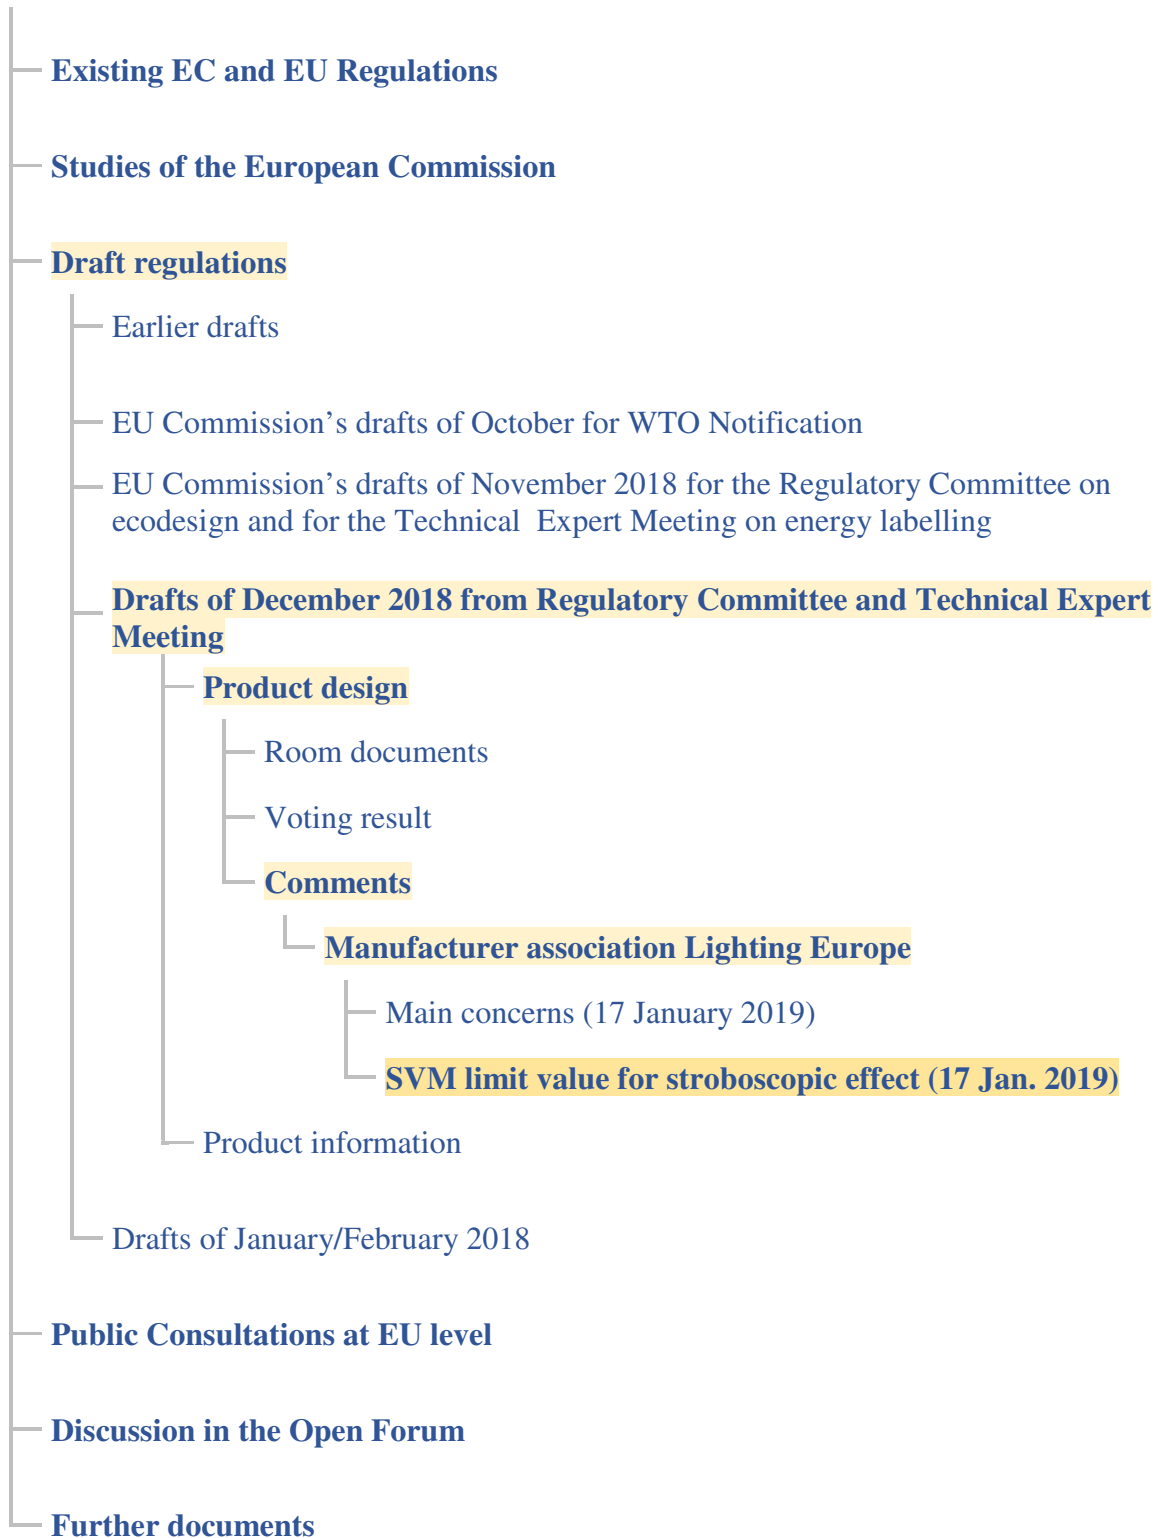 Existing EC and EU Regulations
Studies of the European Commission
Draft regulations
Earlier drafts
EU Commission’s drafts of October for WTO Notification
EU Commission’s drafts of November 2018 for the Regulatory Committee on
ecodesign and for the Technical Expert Meeting on energy labelling
Drafts of December 2018 from Regulatory Committee and Technical Expert
Meeting
Product design
Room documents
Voting result
Comments
Manufacturer association Lighting Europe
Main concerns (17 January 2019)
SVM limit value for stroboscopic effect (17 Jan. 2019)
Product information
Drafts of January/February 2018
Public Consultations at EU level
Discussion in the Open Forum
Further documents